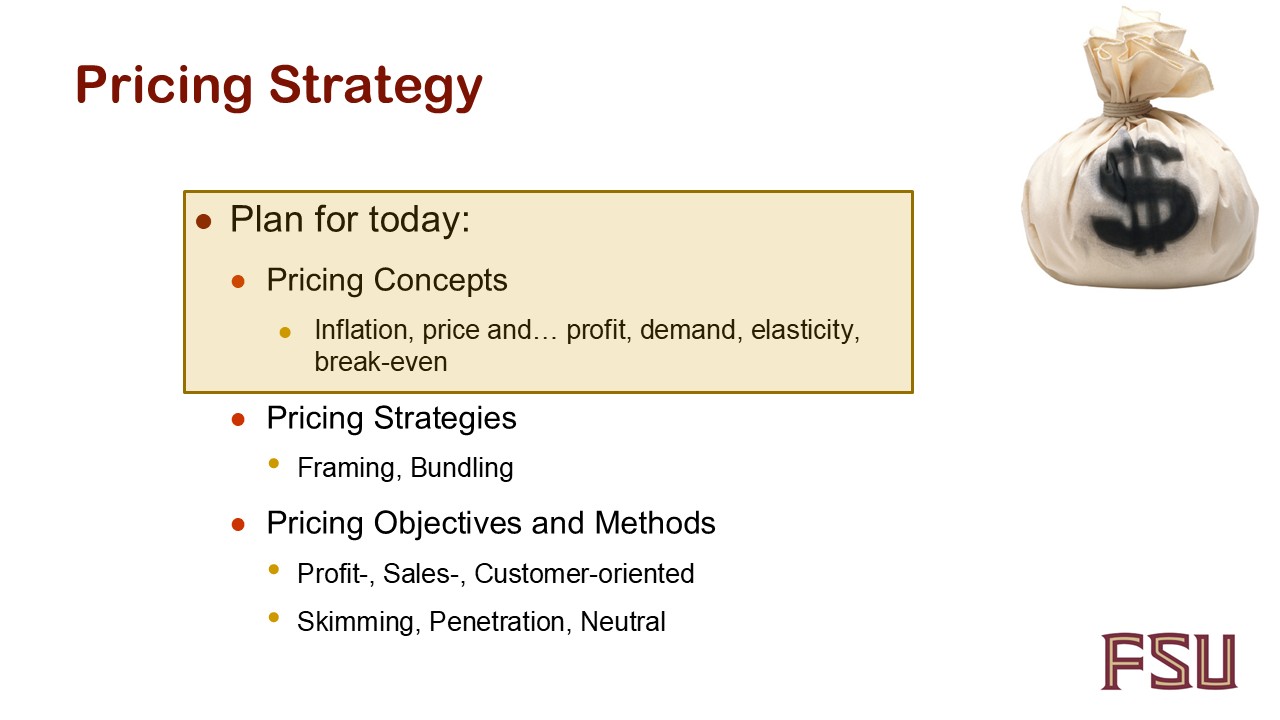 Pricing Strategy
$
Plan for today:
Pricing Concepts
Inflation, price and… profit, demand, elasticity,
break-even
Pricing Strategies
Framing, Bundling
Pricing Objectives and Methods
Profit-, Sales-, Customer-oriented
Skimming, Penetration, Neutral
FSU